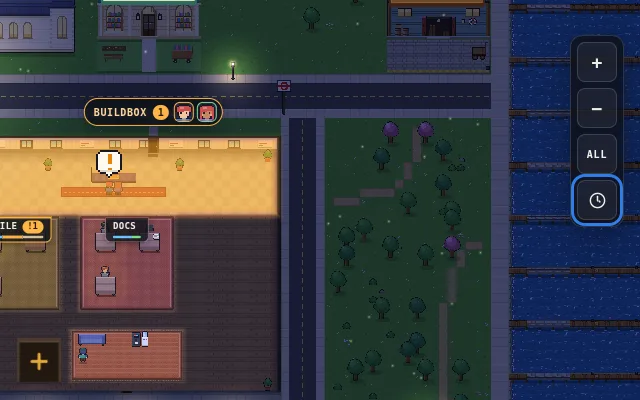 BUILDBOX 1
+
−
ALL
ILE !1
DOCS
!
+